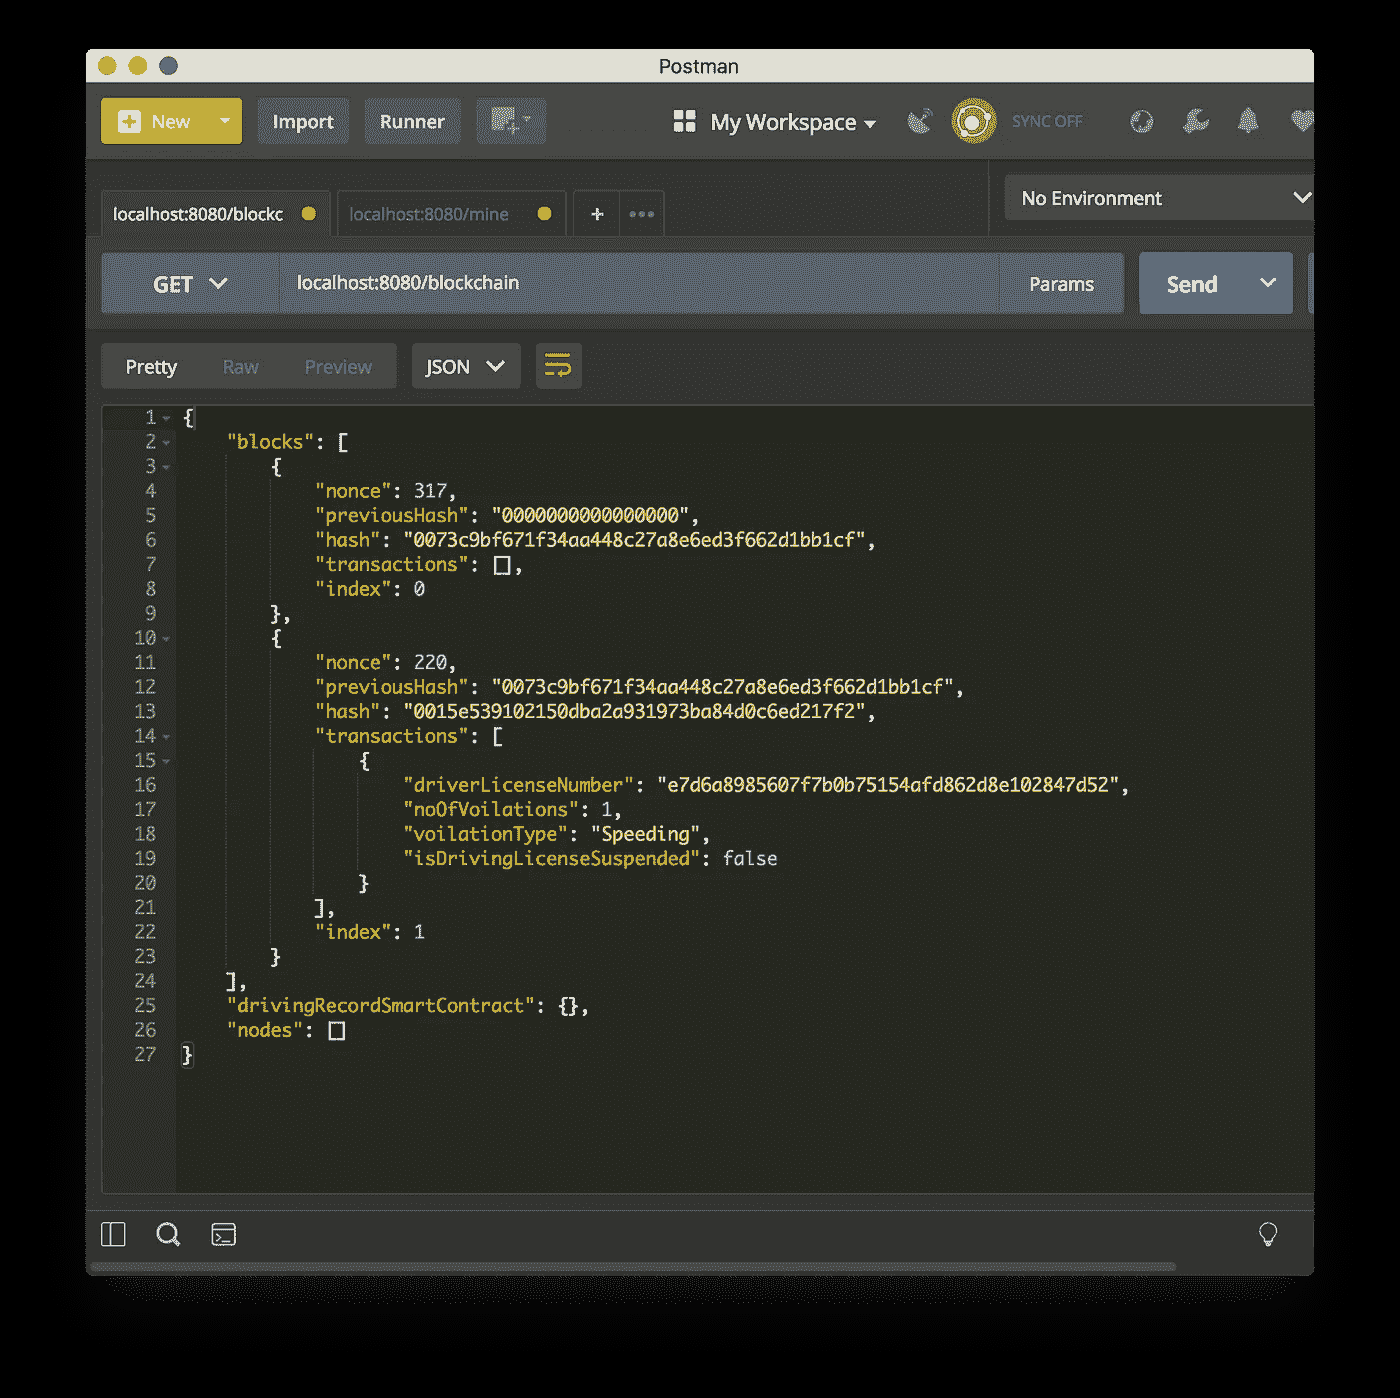 Postman
New Import Runner My Workspace SYNC OFF
localhost:8080/blockc localhost:8080/mine + ••• No Environment
GET localhost:8080/blockchain Params Send
Pretty Raw Preview JSON
1 {
2 "blocks": [
3 {
4 "nonce": 317,
5 "previousHash": "0000000000000000",
6 "hash": "0073c9bf671f34aa448c27a8e6ed3f662d1bb1cf",
7 "transactions": [],
8 "index": 0
9 },
10 {
11 "nonce": 220,
12 "previousHash": "0073c9bf671f34aa448c27a8e6ed3f662d1bb1cf",
13 "hash": "0015e539102150dba2a931973ba84d0c6ed217f2",
14 "transactions": [
15 {
16 "driverLicenseNumber": "e7d6a8985607f7b0b75154afd862d8e102847d52",
17 "noOfVoilations": 1,
18 "voilationType": "Speeding",
19 "isDrivingLicenseSuspended": false
20 }
21 ],
22 "index": 1
23 }
24 ],
25 "drivingRecordSmartContract": {},
26 "nodes": []
27 }